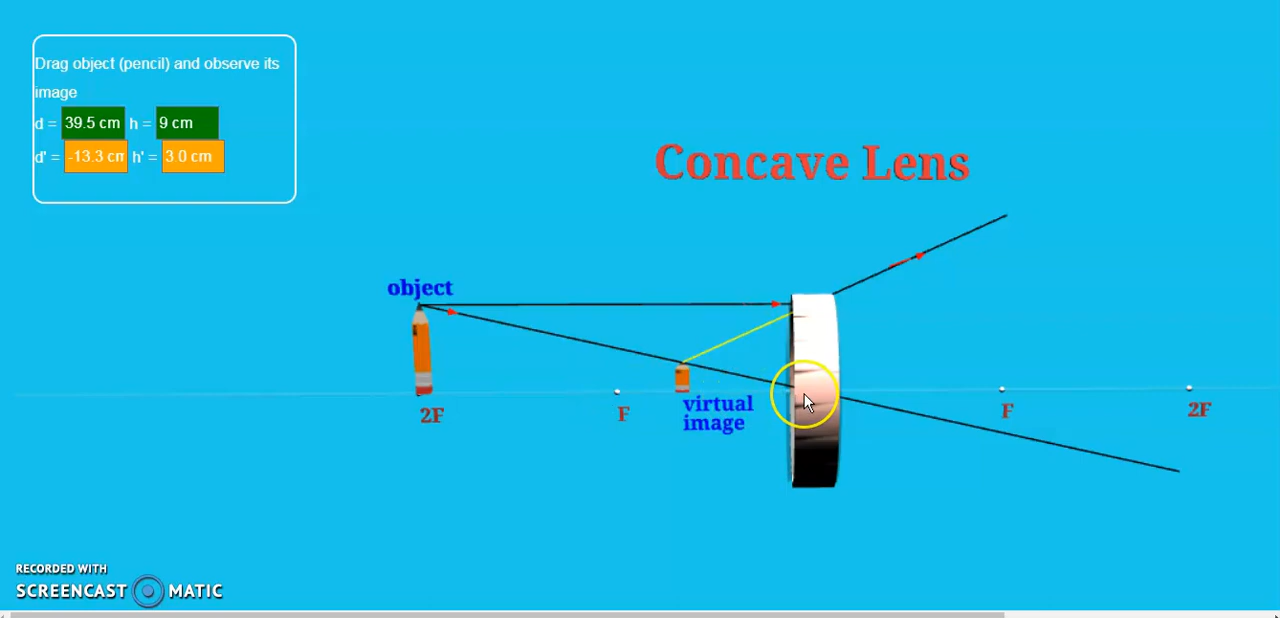 Drag object (pencil) and observe its
image
d = 39.5 cm h = 9 cm
d' = -13.3 cm h' = 3.0 cm
Concave Lens
object
virtual
image
2F
F
F
2F
RECORDED WITH
SCREENCAST MATIC